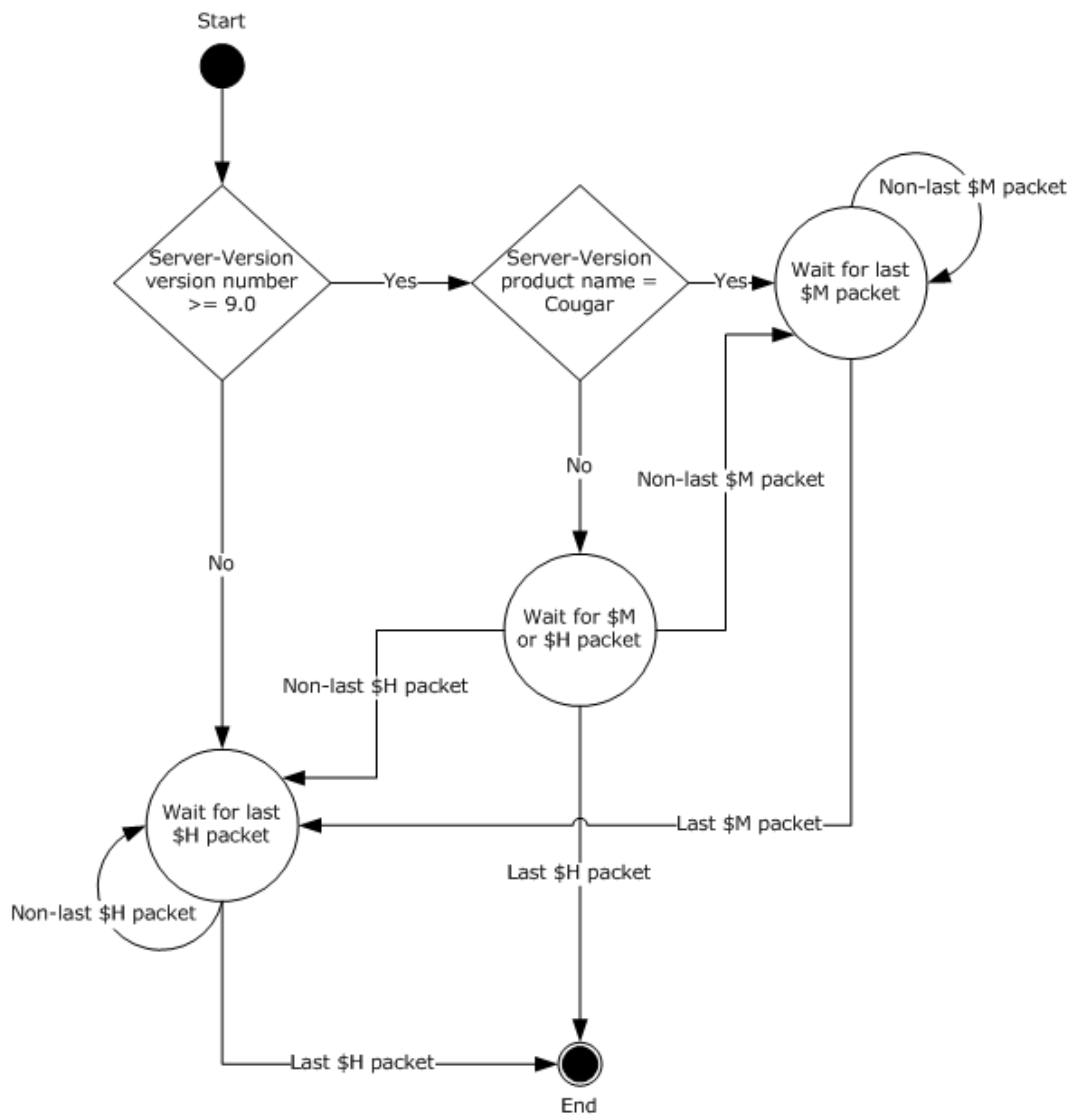 Start
Non-last $M packet
Server-Version
version number
>= 9.0
Yes
Server-Version
product name =
Cougar
Yes
Wait for last
$M packet
No
Non-last $M packet
No
Wait for $M
or $H packet
Non-last $H packet
Wait for last
$H packet
Last $M packet
Last $H packet
Non-last $H packet
Last $H packet
End